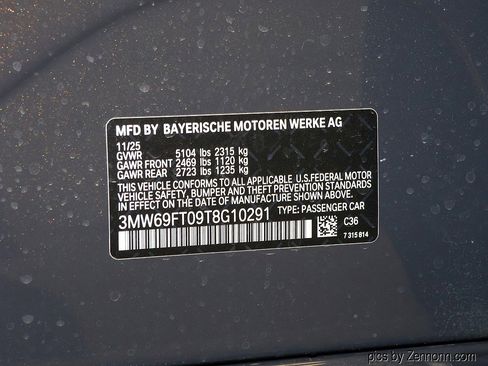 MFD BY BAYERISCHE MOTOREN WERKE AG
11/25
GVWR 5104 lbs 2315 kg
GAWR FRONT 2469 lbs 1120 kg
GAWR REAR 2723 lbs 1235 kg
THIS VEHICLE CONFORMS TO ALL APPLICABLE U.S. FEDERAL MOTOR
VEHICLE SAFETY, BUMPER AND THEFT PREVENTION STANDARDS
IN EFFECT ON THE DATE OF MANUFACTURE SHOWN ABOVE.
3MW69FT09T8G10291 TYPE: PASSENGER CAR
C36
7 315 814
pics by Zennonn.com